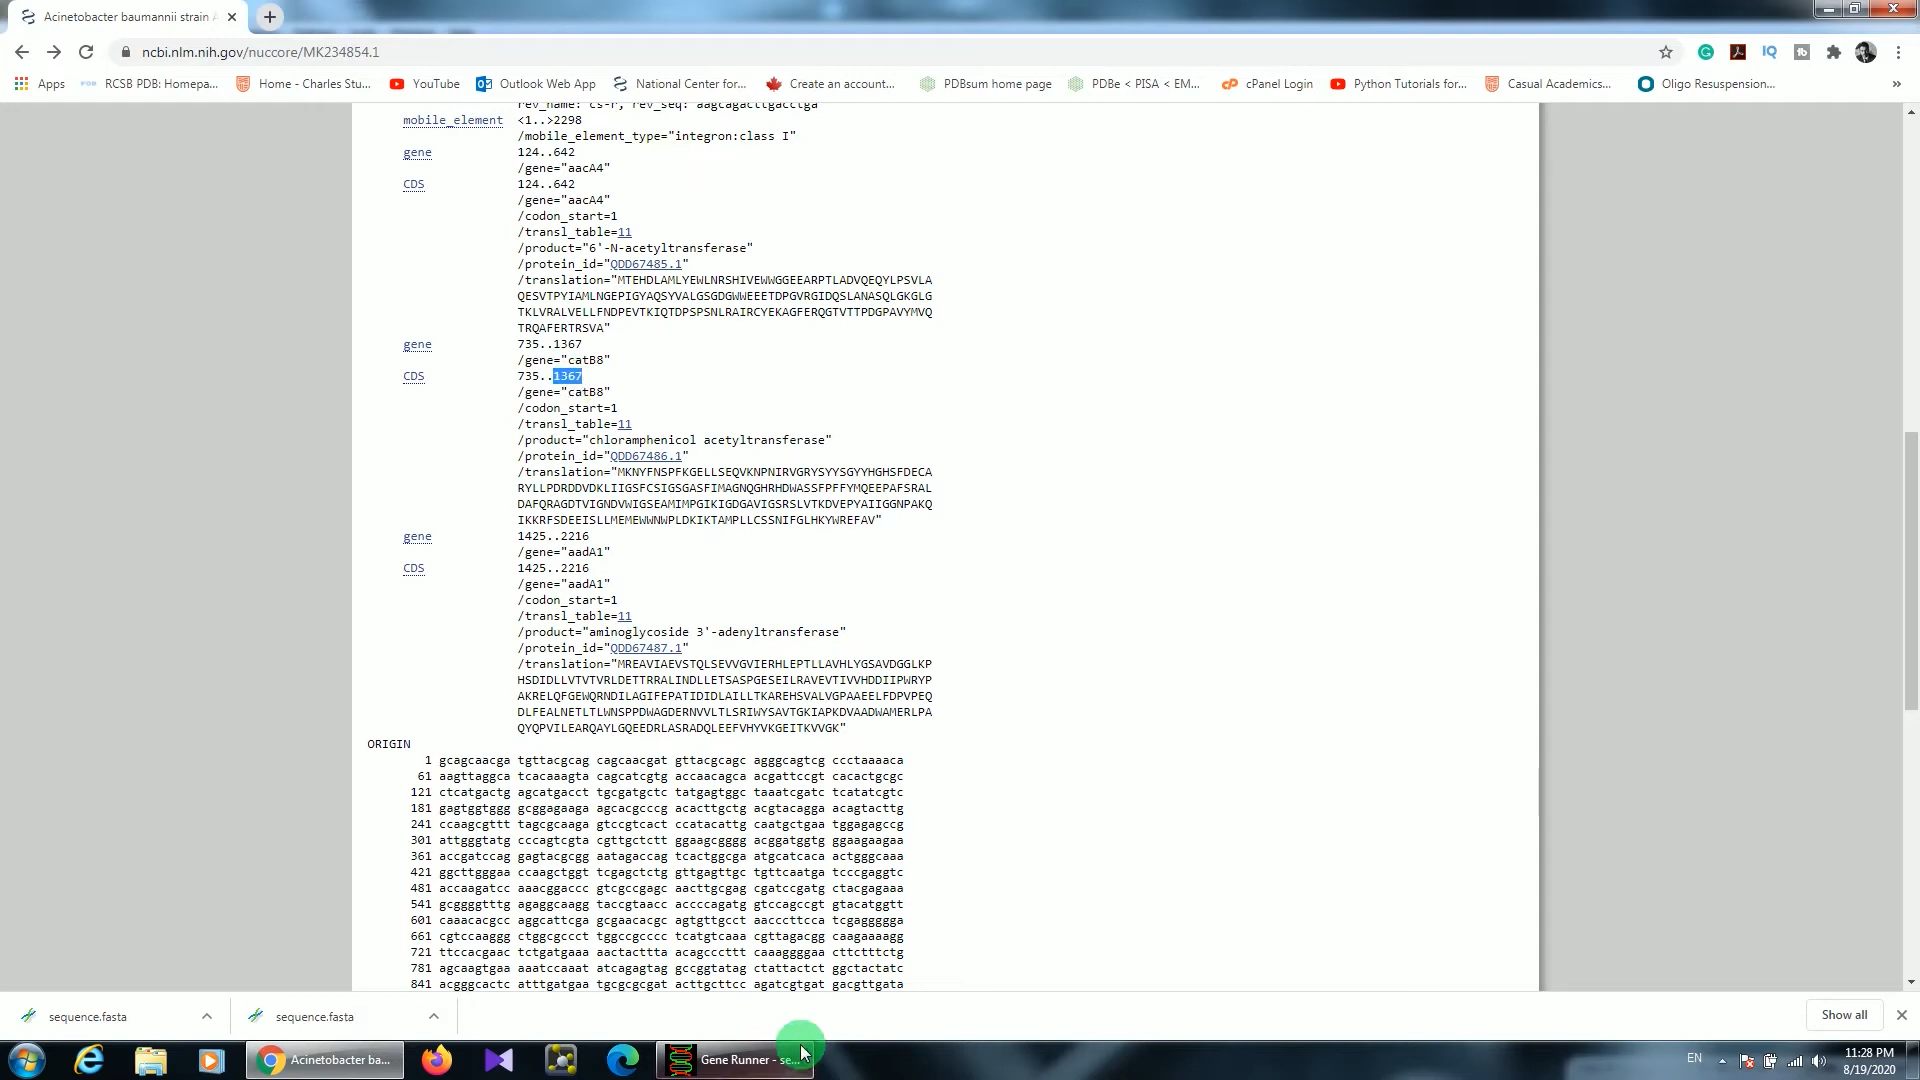 Acinetobacter baumannii strain A
ncbi.nlm.nih.gov/nuccore/MK234854.1
Apps RCSB PDB: Homepa... Home - Charles Stu... YouTube Outlook Web App National Center for... Create an account... PDBsum home page PDBe < PISA < EM... cPanel Login Python Tutorials for... Casual Academics... Oligo Resuspension... »
rev_name: cs-r, rev_seq: aagcagacttgacctga
mobile_element <1..>2298
/mobile_element_type="integron:class I"
gene 124..642
/gene="aacA4"
CDS 124..642
/gene="aacA4"
/codon_start=1
/transl_table=11
/product="6'-N-acetyltransferase"
/protein_id="QDD67485.1"
/translation="MTEHDLAMLYEWLNRSHIVEWWGGEEARPTLADVQEQYLPSVLA
QESVTPYIAMLNGEPIGYAQSYVALGSGDGWWEEETDPGVRGIDQSLANASQLGKGLG
TKLVRALVELLFNDPEVTKIQTDPSPSNLRAIRCYEKAGFERQGTVTTPDGPAVYMVQ
TRQAFERTRSVA"
gene 735..1367
/gene="catB8"
CDS 735..1367
/gene="catB8"
/codon_start=1
/transl_table=11
/product="chloramphenicol acetyltransferase"
/protein_id="QDD67486.1"
/translation="MKNYFNSPFKGELLSEQVKNPNIRVGRYSYYSGYYHGHSFDECA
RYLLPDRDDVDKLIIGSFCSIGSGASFIMAGNQGHRHDWASSFPFFYMQEEPAFSRAL
DAFQRAGDTVIGNDVWIGSEAMIMPGIKIGDGAVIGSRSLVTKDVEPYAIIGGNPAKQ
IKKRFSDEEISLLMEMEWWNWPLDKIKTAMPLLCSSNIFGLHKYWREFAV"
gene 1425..2216
/gene="aadA1"
CDS 1425..2216
/gene="aadA1"
/codon_start=1
/transl_table=11
/product="aminoglycoside 3'-adenyltransferase"
/protein_id="QDD67487.1"
/translation="MREAVIAEVSTQLSEVVGVIERHLEPTLLAVHLYGSAVDGGLKP
HSDIDLLVTVTVRLDETTRRALINDLLETSASPGESEILRAVEVTIVVHDDIIPWRYP
AKRELQFGEWQRNDILAGIFEPATIDIDLAILLTKAREHSVALVGPAAEELFDPVPEQ
DLFEALNETLTLWNSPPDWAGDERNVVLTLSRIWYSAVTGKIAPKDVAADWAMERLPA
QYQPVILEARQAYLGQEEDRLASRADQLEEFVHYVKGEITKVVGK"
ORIGIN
1 gcagcaacga tgttacgcag cagcaacgat gttacgcagc agggcagtcg ccctaaaaca
61 aagttaggca tcacaaagta cagcatcgtg accaacagca acgattccgt cacactgcgc
121 ctcatgactg agcatgacct tgcgatgctc tatgagtggc taaatcgatc tcatatcgtc
181 gagtggtggg gcggagaaga agcacgcccg acacttgctg acgtacagga acagtacttg
241 ccaagcgttt tagcgcaaga gtccgtcact ccatacattg caatgctgaa tggagagccg
301 attgggtatg cccagtcgta cgttgctctt ggaagcgggg acggatggtg ggaagaagaa
361 accgatccag gagtacgcgg aatagaccag tcactggcga atgcatcaca actgggcaaa
421 ggcttgggaa ccaagctggt tcgagctctg gttgagttgc tgttcaatga tcccgaggtc
481 accaagatcc aaacggaccc gtcgccgagc aacttgcgag cgatccgatg ctacgagaaa
541 gcggggtttg agaggcaagg taccgtaacc accccagatg gtccagccgt gtacatggtt
601 caaacacgcc aggcattcga gcgaacacgc agtgttgcct aacccttcca tcgaggggga
661 cgtccaaggg ctggcgccct tggccgcccc tcatgtcaaa cgttagacgg caagaaaagg
721 ttccacgaac tctgatgaaa aactacttta acagcccttt caaaggggaa cttctttctg
781 agcaagtgaa aaatccaaat atcagagtag gccggtatag ctattactct ggctactatc
841 acgggcactc atttgatgaa tgcgcgcgat acttgcttcc agatcgtgat gacgttgata
sequence.fasta sequence.fasta Show all
Acinetobacter ba... Gene Runner - se... EN 11:28 PM
8/19/2020